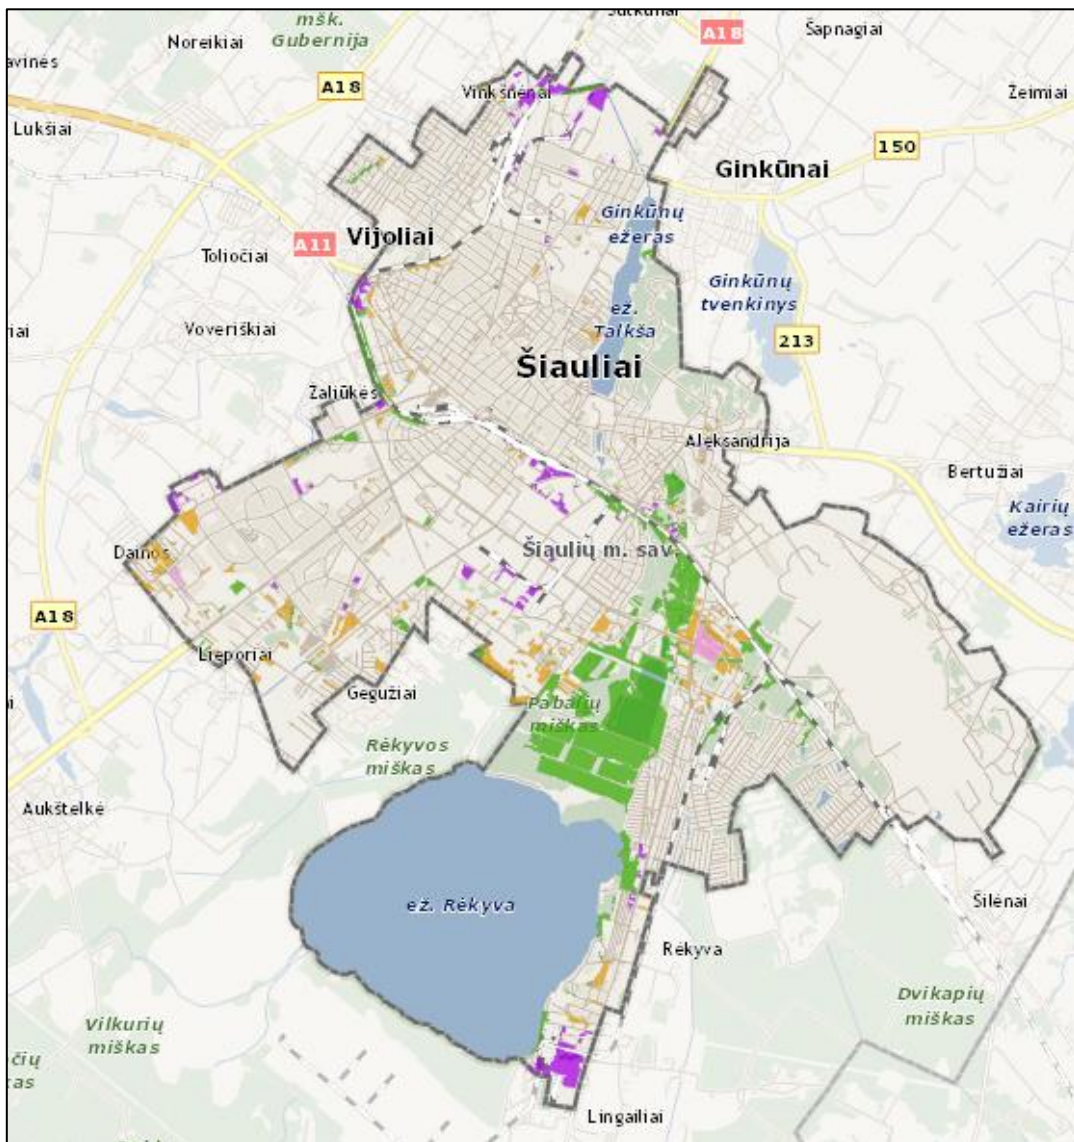 Sutkūnai
mšk.
Gubernija
Noreikiai
A18
Šapnagiai
avinės
A18
Vinkšnėnai
Žeimiai
Lukšiai
150
Ginkūnai
Ginkūnų
ežeras
Vijoliai
A11
Toliočiai
Ginkūnų
tvenkinys
ež.
Talkša
Voveriškiai
213
Šiauliai
Žaliūkės
Aleksandrija
Bertužiai
Kairių
ežeras
Dainos
Šiaulių m. sav.
A18
Lieporiai
Gegužiai
Pabalių
miškas
Rėkyvos
miškas
Aukštelkė
ež. Rėkyva
Šilėnai
Rėkyva
Dvikapių
miškas
Vilkurių
miškas
Lingailiai